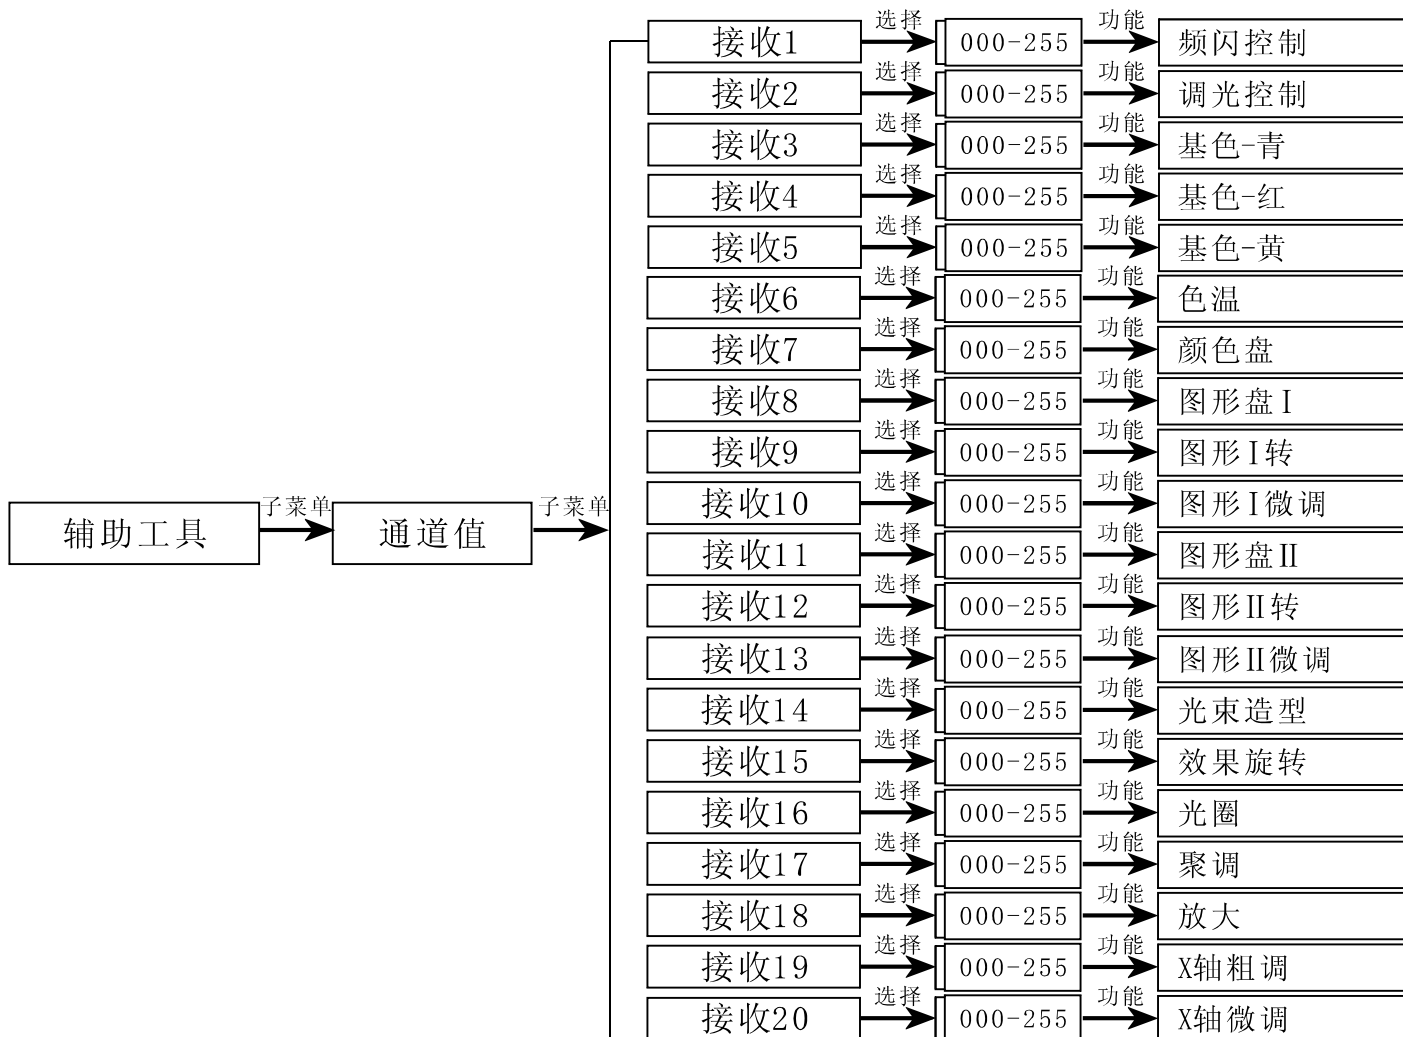 选择 功能
接收1 000-255 频闪控制
选择 功能
接收2 000-255 调光控制
选择 功能
接收3 000-255 基色-青
选择 功能
接收4 000-255 基色-红
选择 功能
接收5 000-255 基色-黄
选择 功能
接收6 000-255 色温
选择 功能
接收7 000-255 颜色盘
选择 功能
接收8 000-255 图形盘I
选择 功能
接收9 000-255 图形I转
选择 功能
子菜单 子菜单 接收10 000-255 图形I微调
辅助工具 通道值
选择 功能
接收11 000-255 图形盘II
选择 功能
接收12 000-255 图形II转
选择 功能
接收13 000-255 图形II微调
选择 功能
接收14 000-255 光束造型
选择 功能
接收15 000-255 效果旋转
选择 功能
接收16 000-255 光圈
选择 功能
接收17 000-255 聚调
选择 功能
接收18 000-255 放大
选择 功能
接收19 000-255 X轴粗调
选择 功能
接收20 000-255 X轴微调